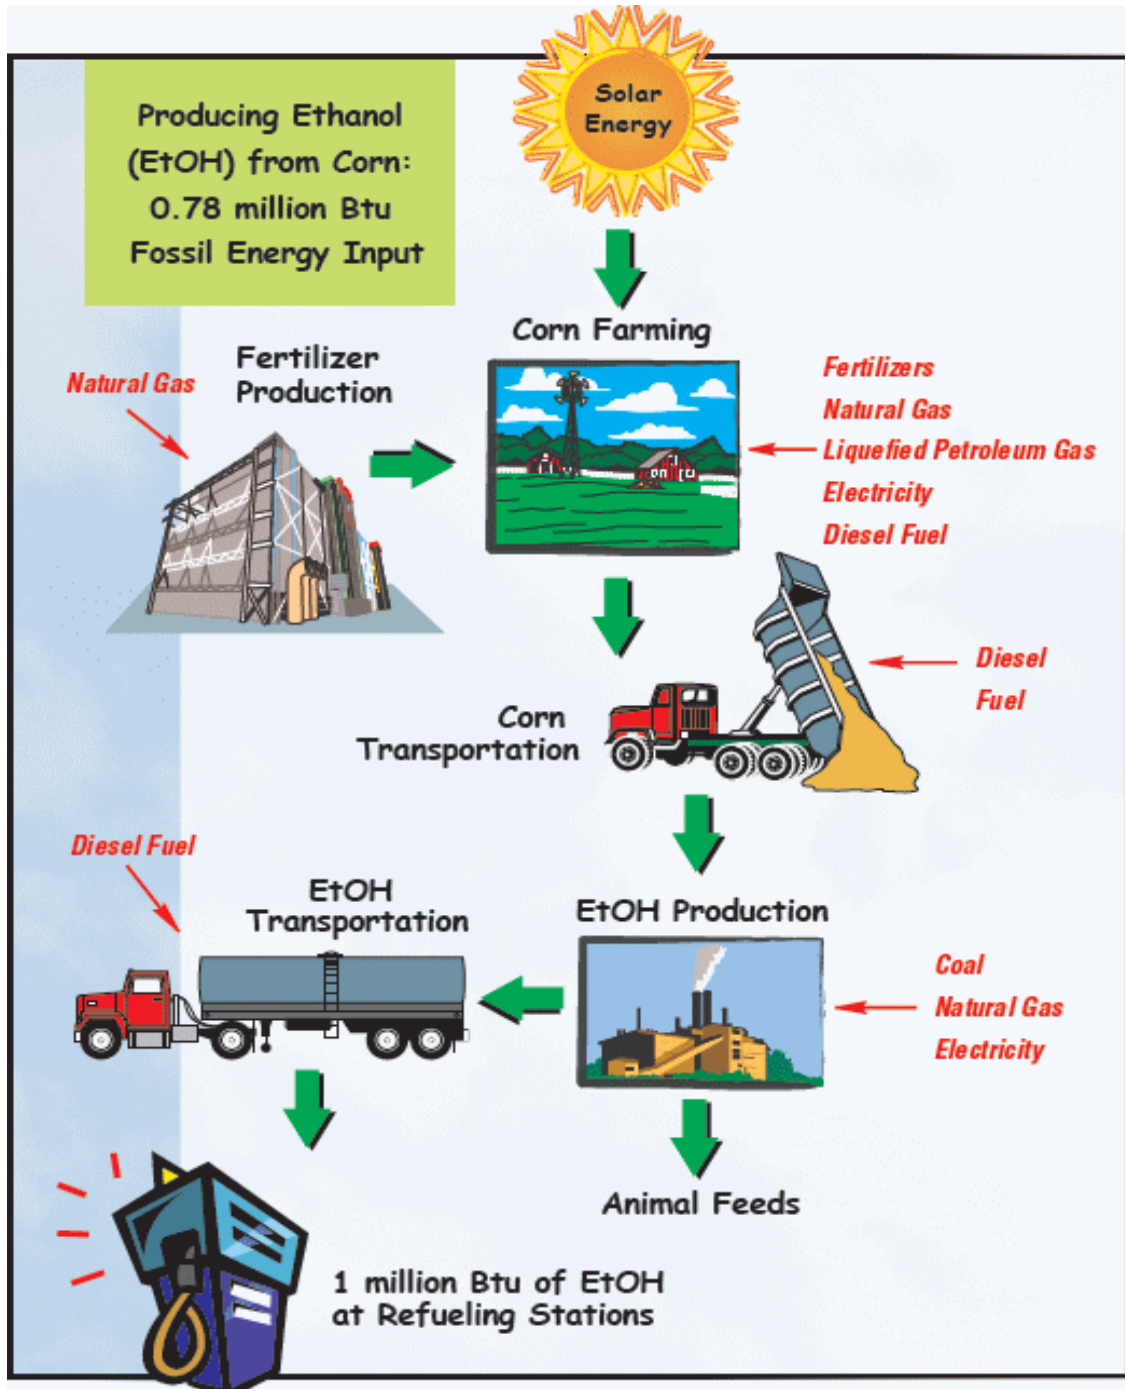 Solar
Energy
Producing Ethanol
(EtOH) from Corn:
0.78 million Btu
Fossil Energy Input
Corn Farming
Fertilizer
Production
Natural Gas
Fertilizers
Natural Gas
Liquefied Petroleum Gas
Electricity
Diesel Fuel
Diesel
Fuel
Corn
Transportation
Diesel Fuel
EtOH
Transportation
EtOH Production
Coal
Natural Gas
Electricity
Animal Feeds
1 million Btu of EtOH
at Refueling Stations